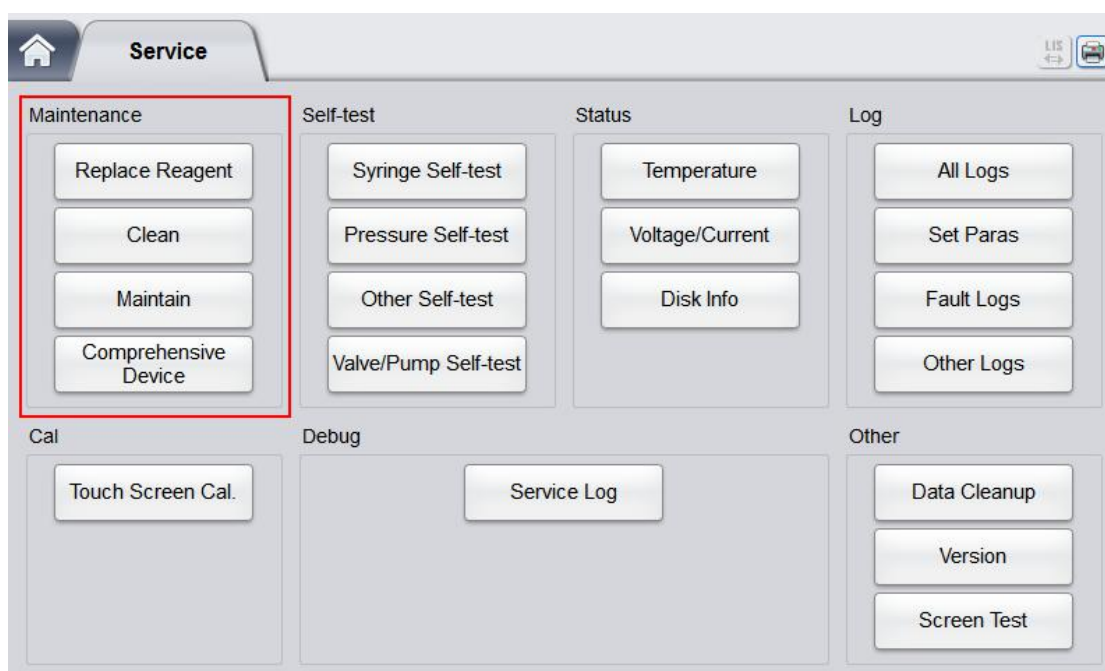 Service
LIS
Maintenance
Replace Reagent
Clean
Maintain
Comprehensive
Device
Self-test
Syringe Self-test
Pressure Self-test
Other Self-test
Valve/Pump Self-test
Status
Temperature
Voltage/Current
Disk Info
Log
All Logs
Set Paras
Fault Logs
Other Logs
Cal
Touch Screen Cal.
Debug
Service Log
Other
Data Cleanup
Version
Screen Test